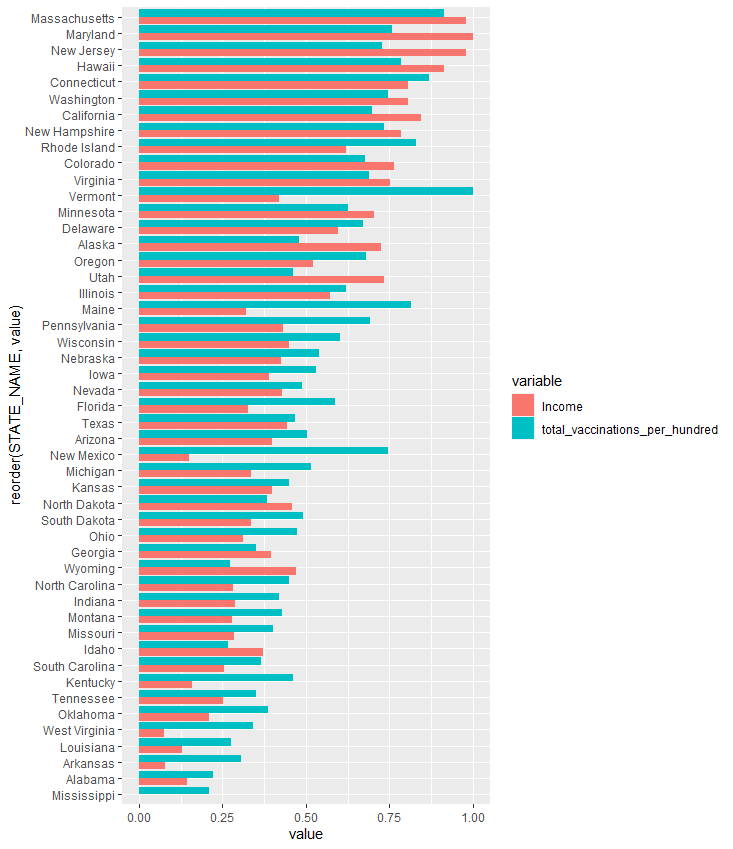 Massachusetts
Maryland
New Jersey
Hawaii
Connecticut
Washington
California
New Hampshire
Rhode Island
Colorado
Virginia
Vermont
Minnesota
Delaware
Alaska
Oregon
Utah
Illinois
Maine
Pennsylvania
Wisconsin
Nebraska
Iowa
Nevada
Florida
Texas
Arizona
New Mexico
Michigan
Kansas
North Dakota
South Dakota
Ohio
Georgia
Wyoming
North Carolina
Indiana
Montana
Missouri
Idaho
South Carolina
Kentucky
Tennessee
Oklahoma
West Virginia
Louisiana
Arkansas
Alabama
Mississippi
reorder(STATE_NAME, value)
0.00 0.25 0.50 0.75 1.00
value
variable
Income
total_vaccinations_per_hundred